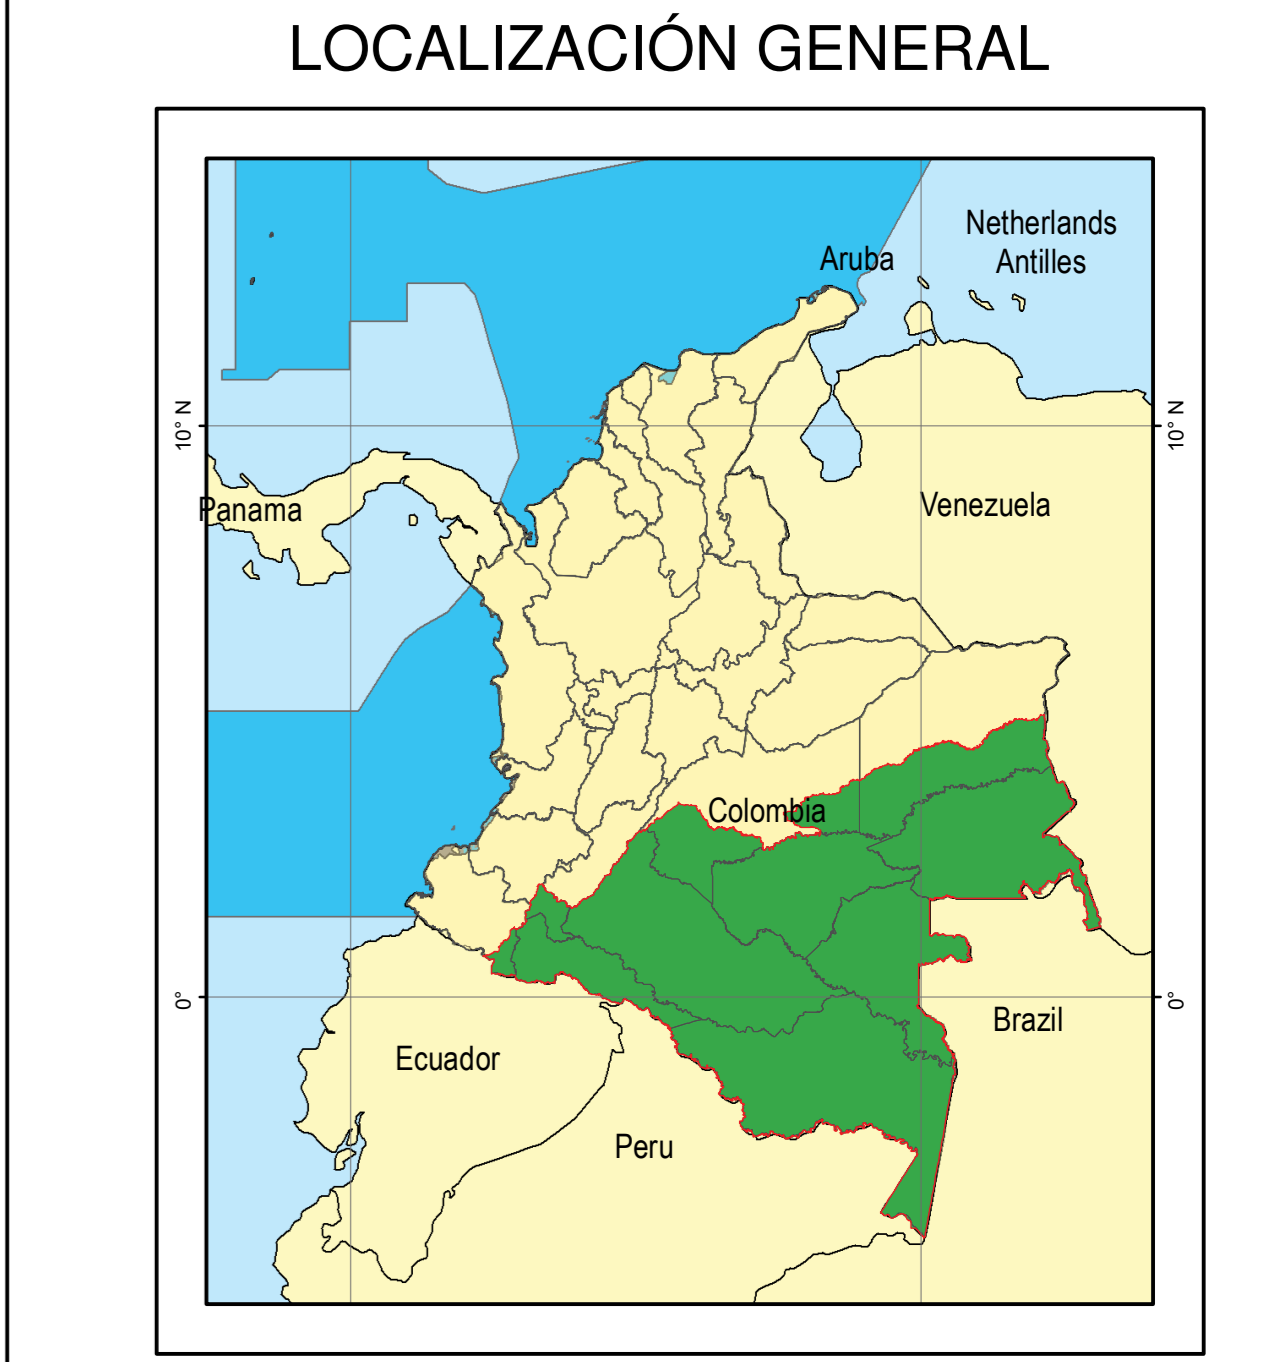 LOCALIZACIÓN GENERAL
Netherlands
Antilles
Aruba
10° N
10° N
Panama
Venezuela
Colombia
0°
0°
Brazil
Ecuador
Peru